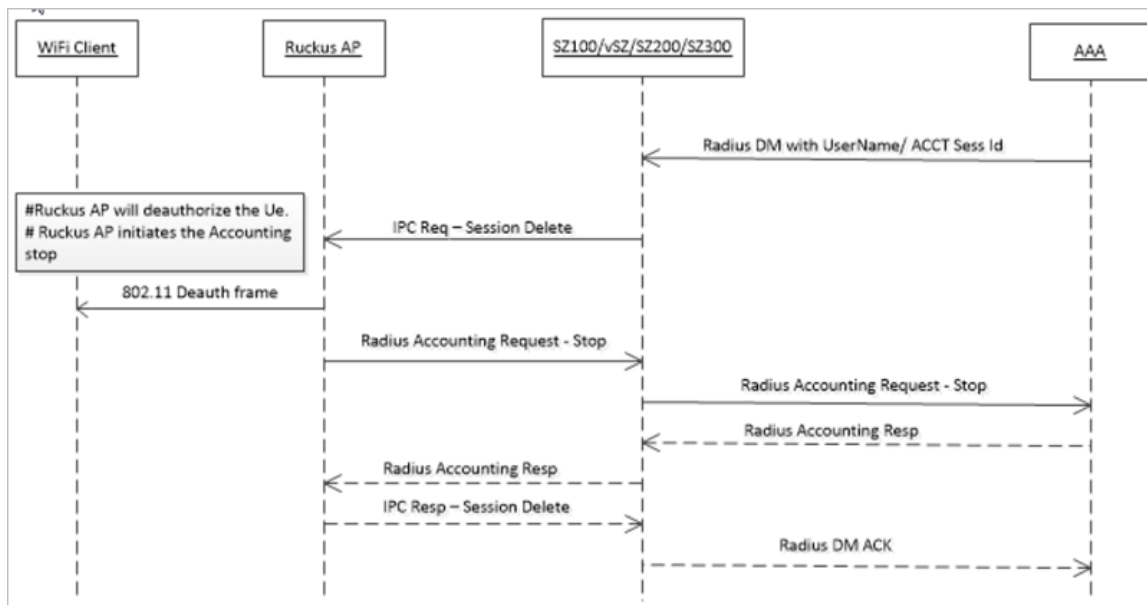 WiFi Client
Ruckus AP
SZ100/vSZ/SZ200/SZ300
AAA
Radius DM with UserName/ ACCT Sess Id
#Ruckus AP will deauthorize the Ue.
# Ruckus AP initiates the Accounting
stop
IPC Req – Session Delete
802.11 Deauth frame
Radius Accounting Request - Stop
Radius Accounting Request - Stop
Radius Accounting Resp
Radius Accounting Resp
IPC Resp – Session Delete
Radius DM ACK